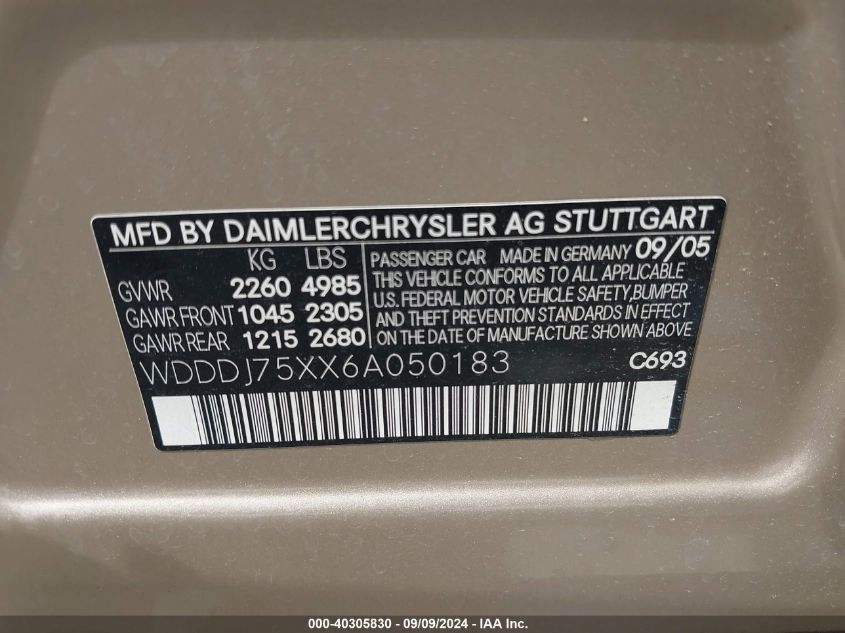 MFD BY DAIMLERCHRYSLER AG STUTTGART
KG LBS
GVWR 2260 4985
GAWR FRONT 1045 2305
GAWR REAR 1215 2680
PASSENGER CAR MADE IN GERMANY 09/05
THIS VEHICLE CONFORMS TO ALL APPLICABLE
U.S. FEDERAL MOTOR VEHICLE SAFETY,BUMPER
AND THEFT PREVENTION STANDARDS IN EFFECT
ON THE DATE OF MANUFACTURE SHOWN ABOVE
WDDDJ75XX6A050183 C693
000-40305830 - 09/09/2024 - IAA Inc.